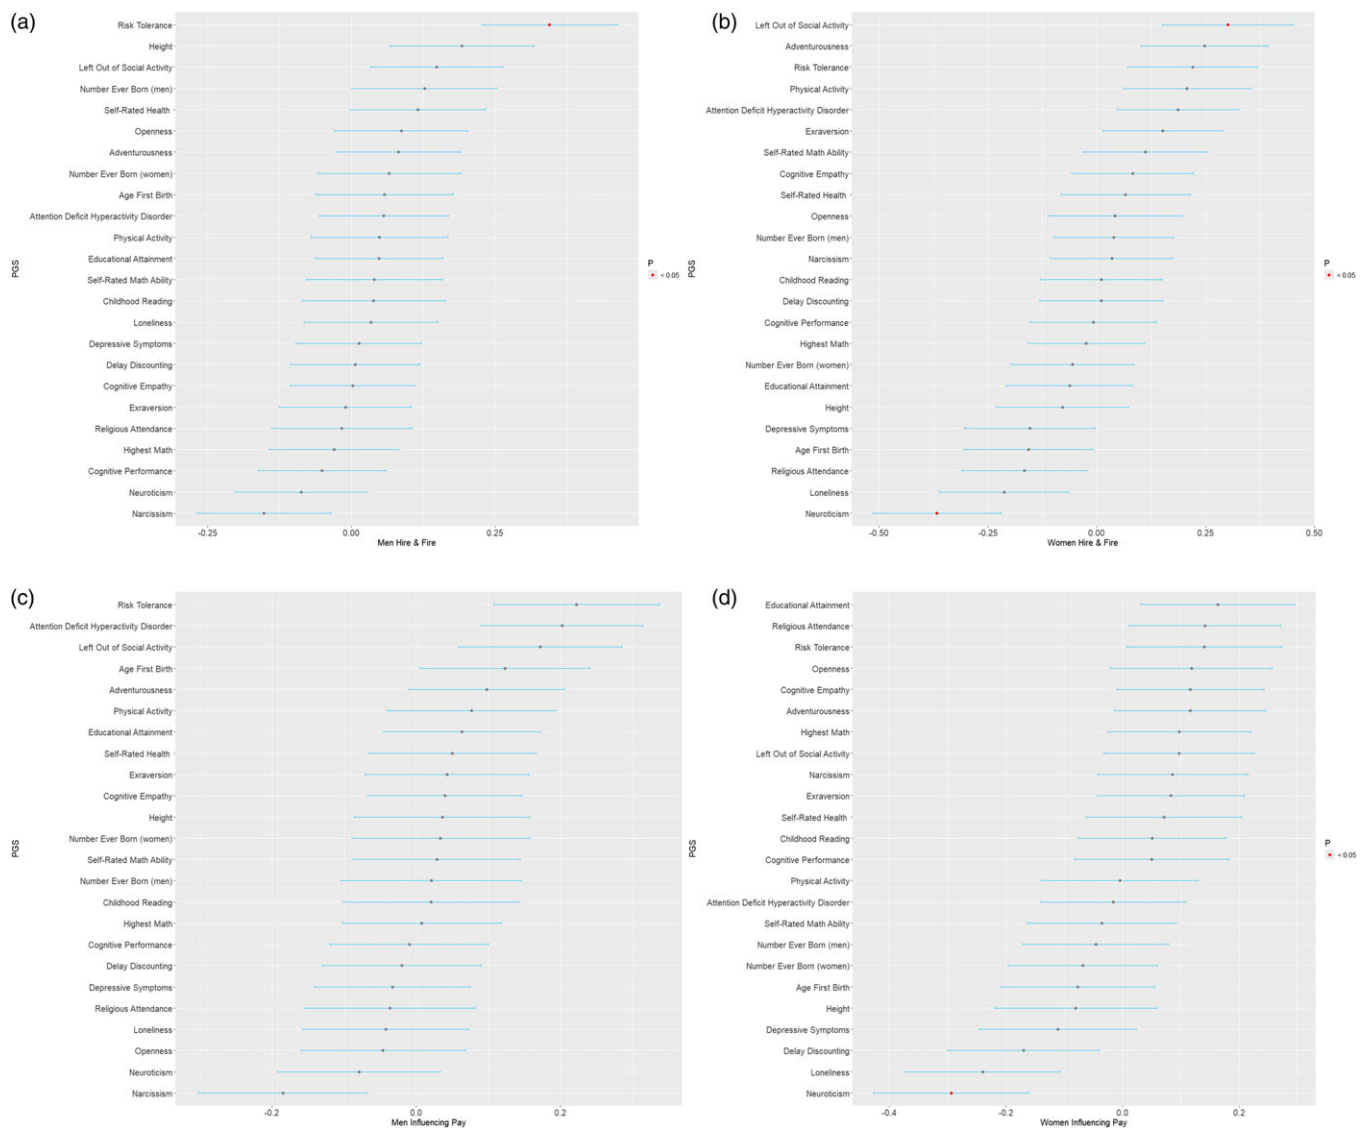 (a)
Risk Tolerance
Height
Left Out of Social Activity
Number Ever Born (men)
Self-Rated Health
Openness
Adventurousness
Number Ever Born (women)
Age First Birth
Attention Deficit Hyperactivity Disorder
Physical Activity
Educational Attainment
Self-Rated Math Ability
Childhood Reading
Loneliness
Depressive Symptoms
Delay Discounting
Cognitive Empathy
Exraversion
Religious Attendance
Highest Math
Cognitive Performance
Neuroticism
Narcissism
PGS
-0.25 0.00 0.25
Men Hire & Fire
P
< 0.05
(b)
Left Out of Social Activity
Adventurousness
Risk Tolerance
Physical Activity
Attention Deficit Hyperactivity Disorder
Exraversion
Self-Rated Math Ability
Cognitive Empathy
Self-Rated Health
Openness
Number Ever Born (men)
Narcissism
Childhood Reading
Delay Discounting
Cognitive Performance
Highest Math
Number Ever Born (women)
Educational Attainment
Height
Depressive Symptoms
Age First Birth
Religious Attendance
Loneliness
Neuroticism
PGS
-0.50 -0.25 0.00 0.25 0.50
Women Hire & Fire
P
< 0.05
(c)
Risk Tolerance
Attention Deficit Hyperactivity Disorder
Left Out of Social Activity
Age First Birth
Adventurousness
Physical Activity
Educational Attainment
Self-Rated Health
Exraversion
Cognitive Empathy
Height
Number Ever Born (women)
Self-Rated Math Ability
Number Ever Born (men)
Childhood Reading
Highest Math
Cognitive Performance
Delay Discounting
Depressive Symptoms
Religious Attendance
Loneliness
Openness
Neuroticism
Narcissism
PGS
-0.2 0.0 0.2
Men Influencing Pay
(d)
Educational Attainment
Religious Attendance
Risk Tolerance
Openness
Cognitive Empathy
Adventurousness
Highest Math
Left Out of Social Activity
Narcissism
Exraversion
Self-Rated Health
Childhood Reading
Cognitive Performance
Physical Activity
Attention Deficit Hyperactivity Disorder
Self-Rated Math Ability
Number Ever Born (men)
Number Ever Born (women)
Age First Birth
Height
Depressive Symptoms
Delay Discounting
Loneliness
Neuroticism
PGS
-0.4 -0.2 0.0 0.2
Women Influencing Pay
P
< 0.05